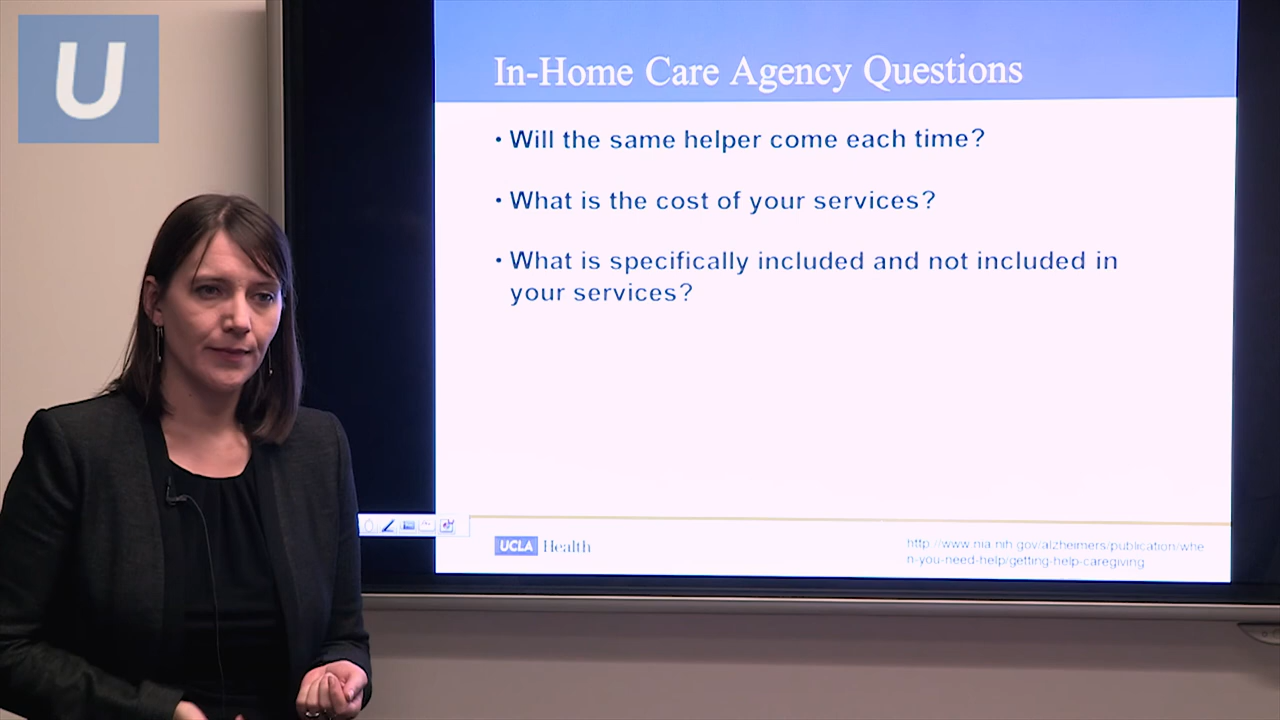 U
In-Home Care Agency Questions
• Will the same helper come each time?
• What is the cost of your services?
• What is specifically included and not included in
your services?
UCLA Health
http://www.nia.nih.gov/alzheimers/publication/whe
n-you-need-help/getting-help-caregiving